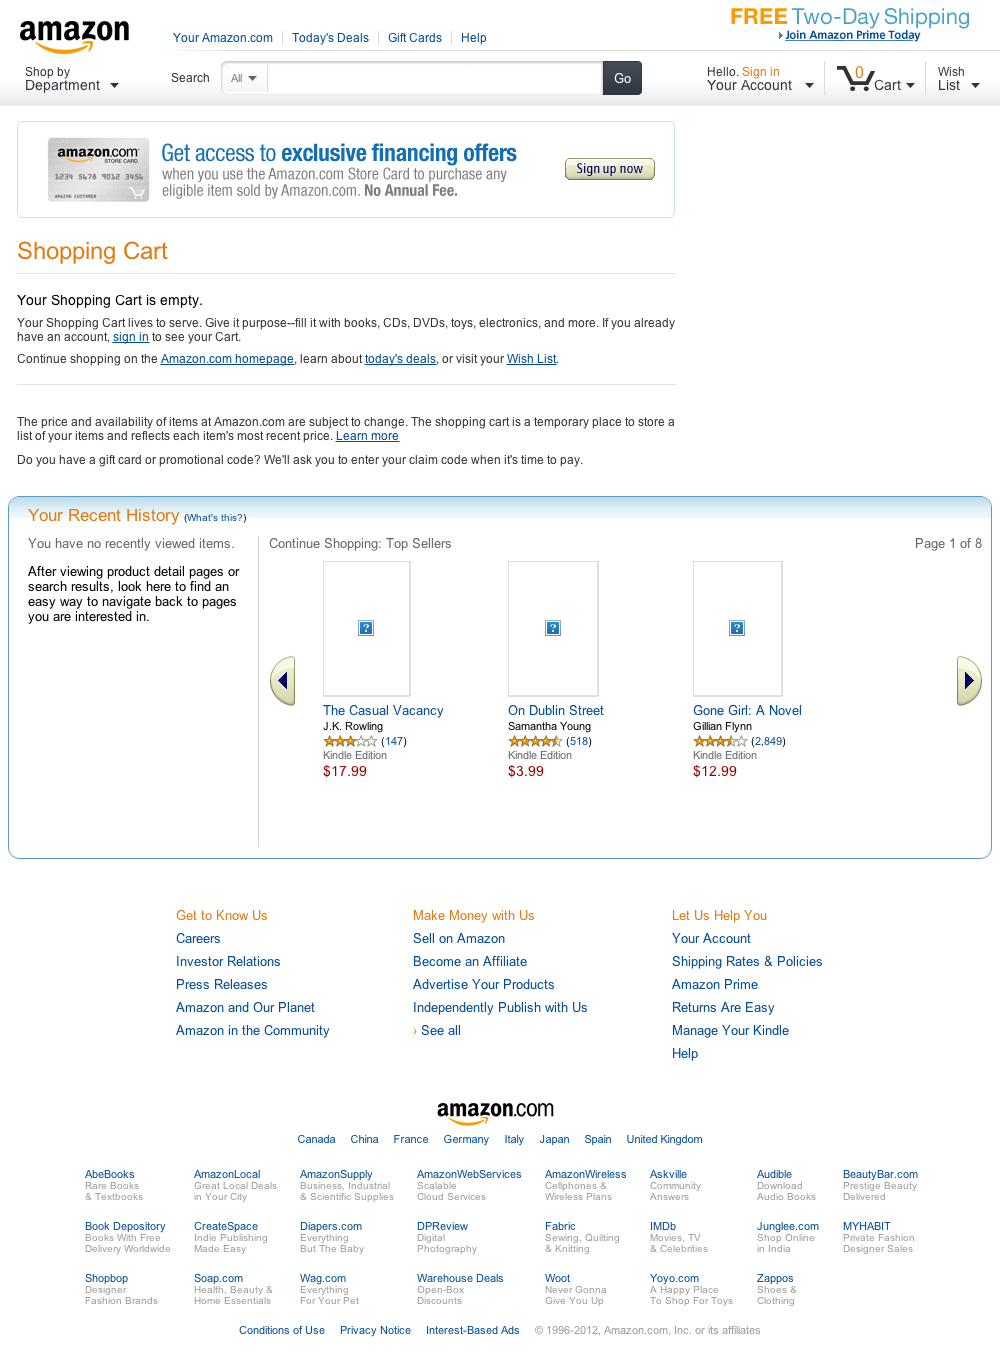 amazon
Your Amazon.com Today's Deals Gift Cards Help
FREE Two-Day Shipping
Join Amazon Prime Today
Shop by
Department
Search All Go
Hello. Sign in
Your Account
0
Cart
Wish
List
amazon.com
STORE CARD
1234 5678 9012 3456
AMAZON CUSTOMER
Get access to exclusive financing offers
when you use the Amazon.com Store Card to purchase any
eligible item sold by Amazon.com. No Annual Fee.
Sign up now
Shopping Cart
Your Shopping Cart is empty.
Your Shopping Cart lives to serve. Give it purpose--fill it with books, CDs, DVDs, toys, electronics, and more. If you already
have an account, sign in to see your Cart.
Continue shopping on the Amazon.com homepage, learn about today's deals, or visit your Wish List.
The price and availability of items at Amazon.com are subject to change. The shopping cart is a temporary place to store a
list of your items and reflects each item's most recent price. Learn more
Do you have a gift card or promotional code? We'll ask you to enter your claim code when it's time to pay.
Your Recent History (What's this?)
You have no recently viewed items.
After viewing product detail pages or
search results, look here to find an
easy way to navigate back to pages
you are interested in.
Continue Shopping: Top Sellers
Page 1 of 8
The Casual Vacancy
J.K. Rowling
(147)
Kindle Edition
$17.99
On Dublin Street
Samantha Young
(518)
Kindle Edition
$3.99
Gone Girl: A Novel
Gillian Flynn
(2,849)
Kindle Edition
$12.99
Get to Know Us
Careers
Investor Relations
Press Releases
Amazon and Our Planet
Amazon in the Community
Make Money with Us
Sell on Amazon
Become an Affiliate
Advertise Your Products
Independently Publish with Us
› See all
Let Us Help You
Your Account
Shipping Rates & Policies
Amazon Prime
Returns Are Easy
Manage Your Kindle
Help
amazon.com
Canada China France Germany Italy Japan Spain United Kingdom
AbeBooks
Rare Books
& Textbooks
AmazonLocal
Great Local Deals
in Your City
AmazonSupply
Business, Industrial
& Scientific Supplies
AmazonWebServices
Scalable
Cloud Services
AmazonWireless
Cellphones &
Wireless Plans
Askville
Community
Answers
Audible
Download
Audio Books
BeautyBar.com
Prestige Beauty
Delivered
Book Depository
Books With Free
Delivery Worldwide
CreateSpace
Indie Publishing
Made Easy
Diapers.com
Everything
But The Baby
DPReview
Digital
Photography
Fabric
Sewing, Quilting
& Knitting
IMDb
Movies, TV
& Celebrities
Junglee.com
Shop Online
in India
MYHABIT
Private Fashion
Designer Sales
Shopbop
Designer
Fashion Brands
Soap.com
Health, Beauty &
Home Essentials
Wag.com
Everything
For Your Pet
Warehouse Deals
Open-Box
Discounts
Woot
Never Gonna
Give You Up
Yoyo.com
A Happy Place
To Shop For Toys
Zappos
Shoes &
Clothing
Conditions of Use Privacy Notice Interest-Based Ads © 1996-2012, Amazon.com, Inc. or its affiliates